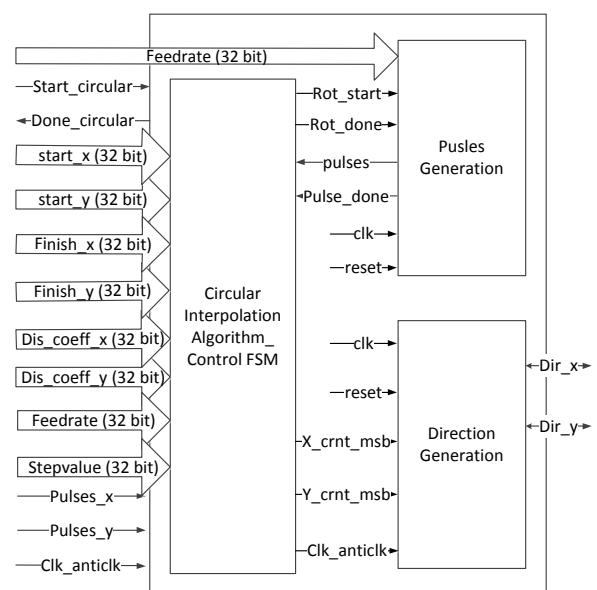 Feedrate (32 bit)
Start_circular
Done_circular
start_x (32 bit)
start_y (32 bit)
Finish_x (32 bit)
Finish_y (32 bit)
Dis_coeff_x (32 bit)
Dis_coeff_y (32 bit)
Feedrate (32 bit)
Stepvalue (32 bit)
Pulses_x
Pulses_y
Clk_anticlk
Circular
Interpolation
Algorithm_
Control FSM
Rot_start
Rot_done
pulses
Pulse_done
clk
reset
Pusles
Generation
clk
reset
X_crnt_msb
Y_crnt_msb
Clk_anticlk
Direction
Generation
Dir_x
Dir_y